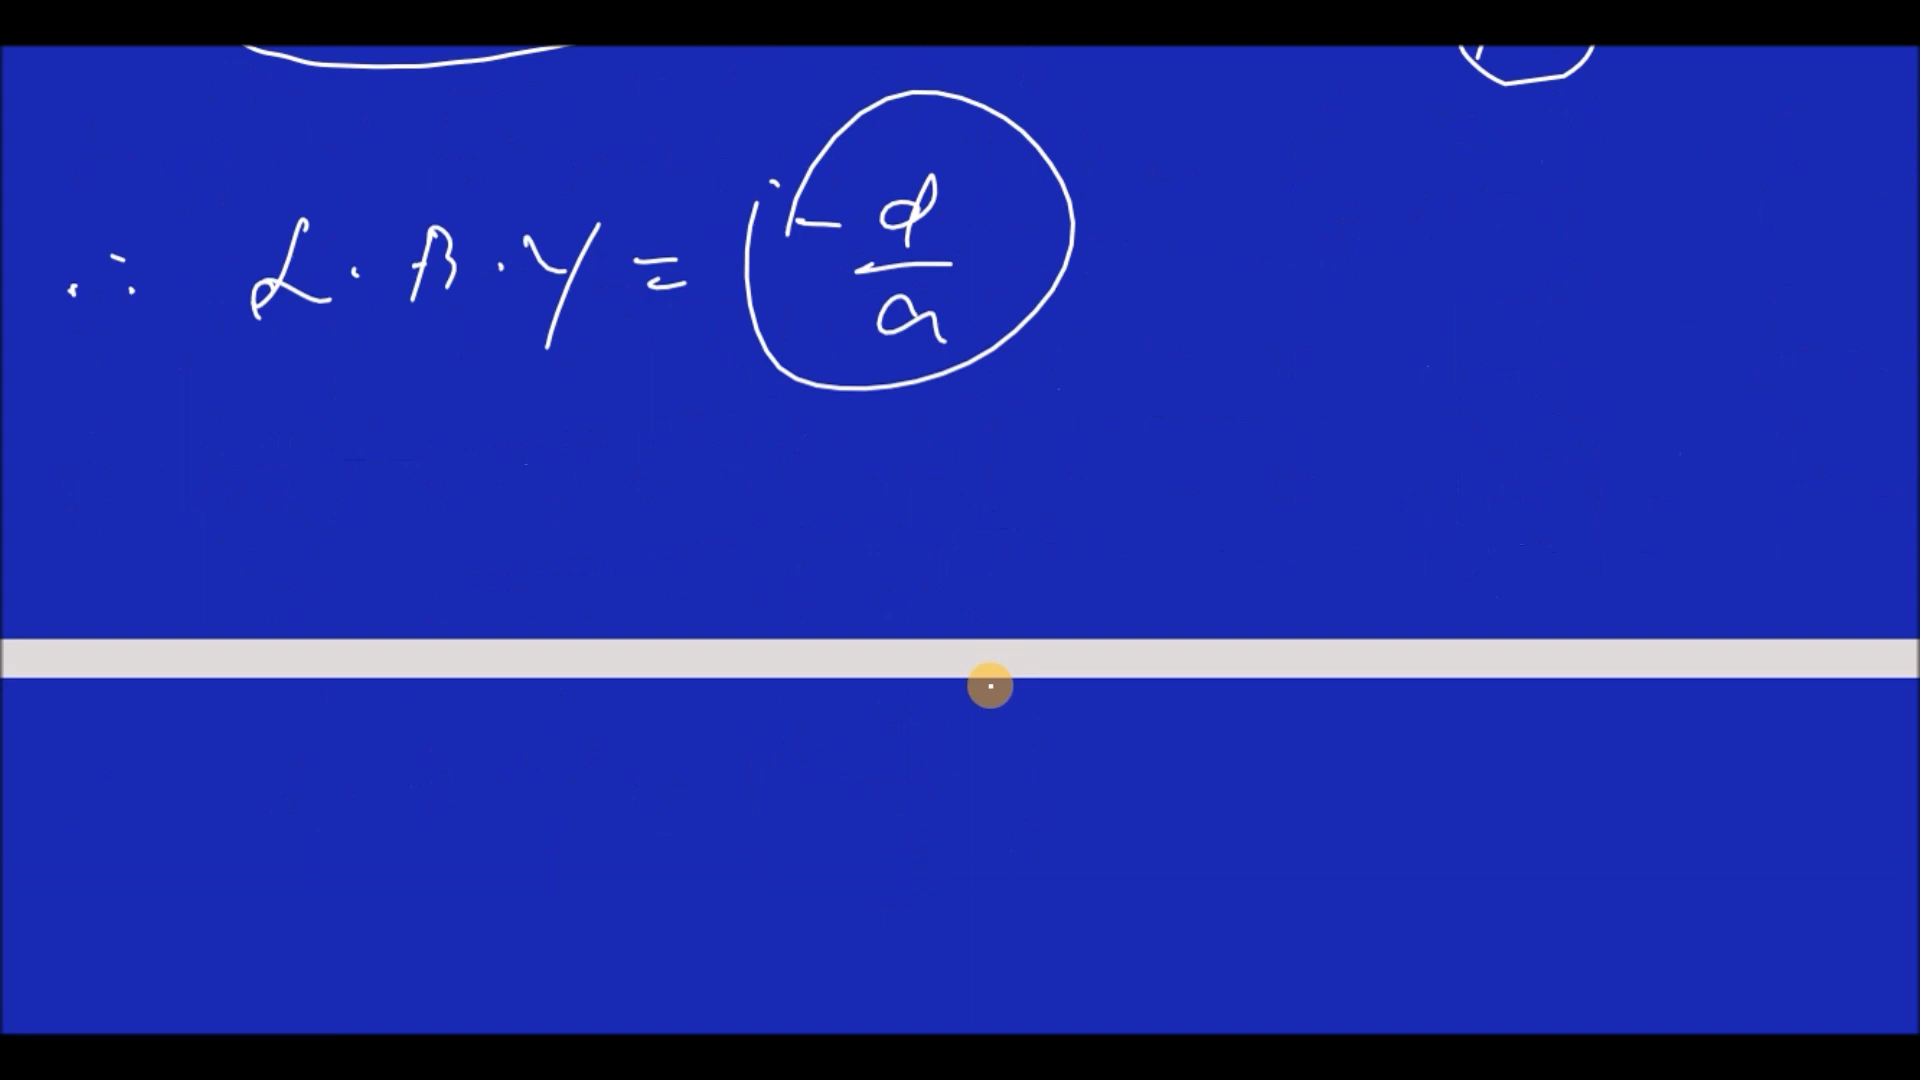 ∴ α · β · γ = - d/a